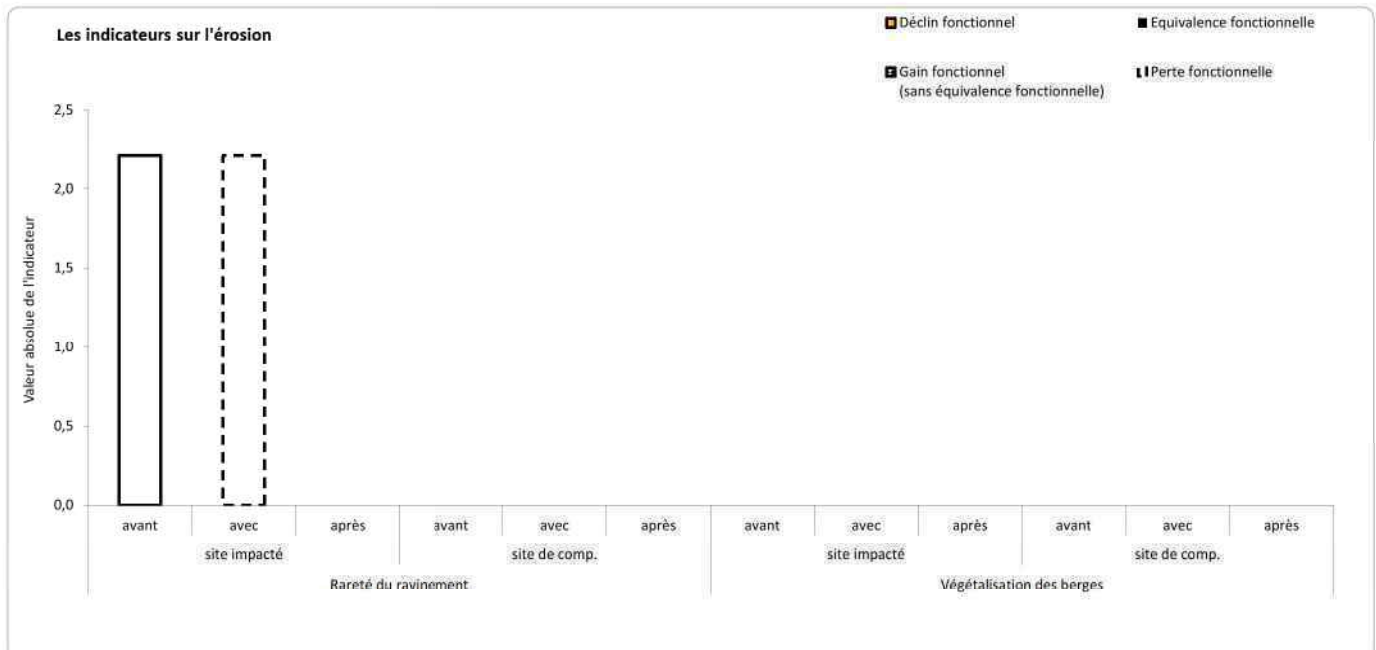 Les indicateurs sur l'érosion
Déclin fonctionnel
Equivalence fonctionnelle
Gain fonctionnel
(sans équivalence fonctionnelle)
Perte fonctionnelle
Valeur absolue de l'indicateur
2,5
2,0
1,5
1,0
0,5
0,0
avant avec après avant avec après avant avec après avant avec après
site impacté site de comp. site impacté site de comp.
Rareté du ravinement Végétalisation des berges